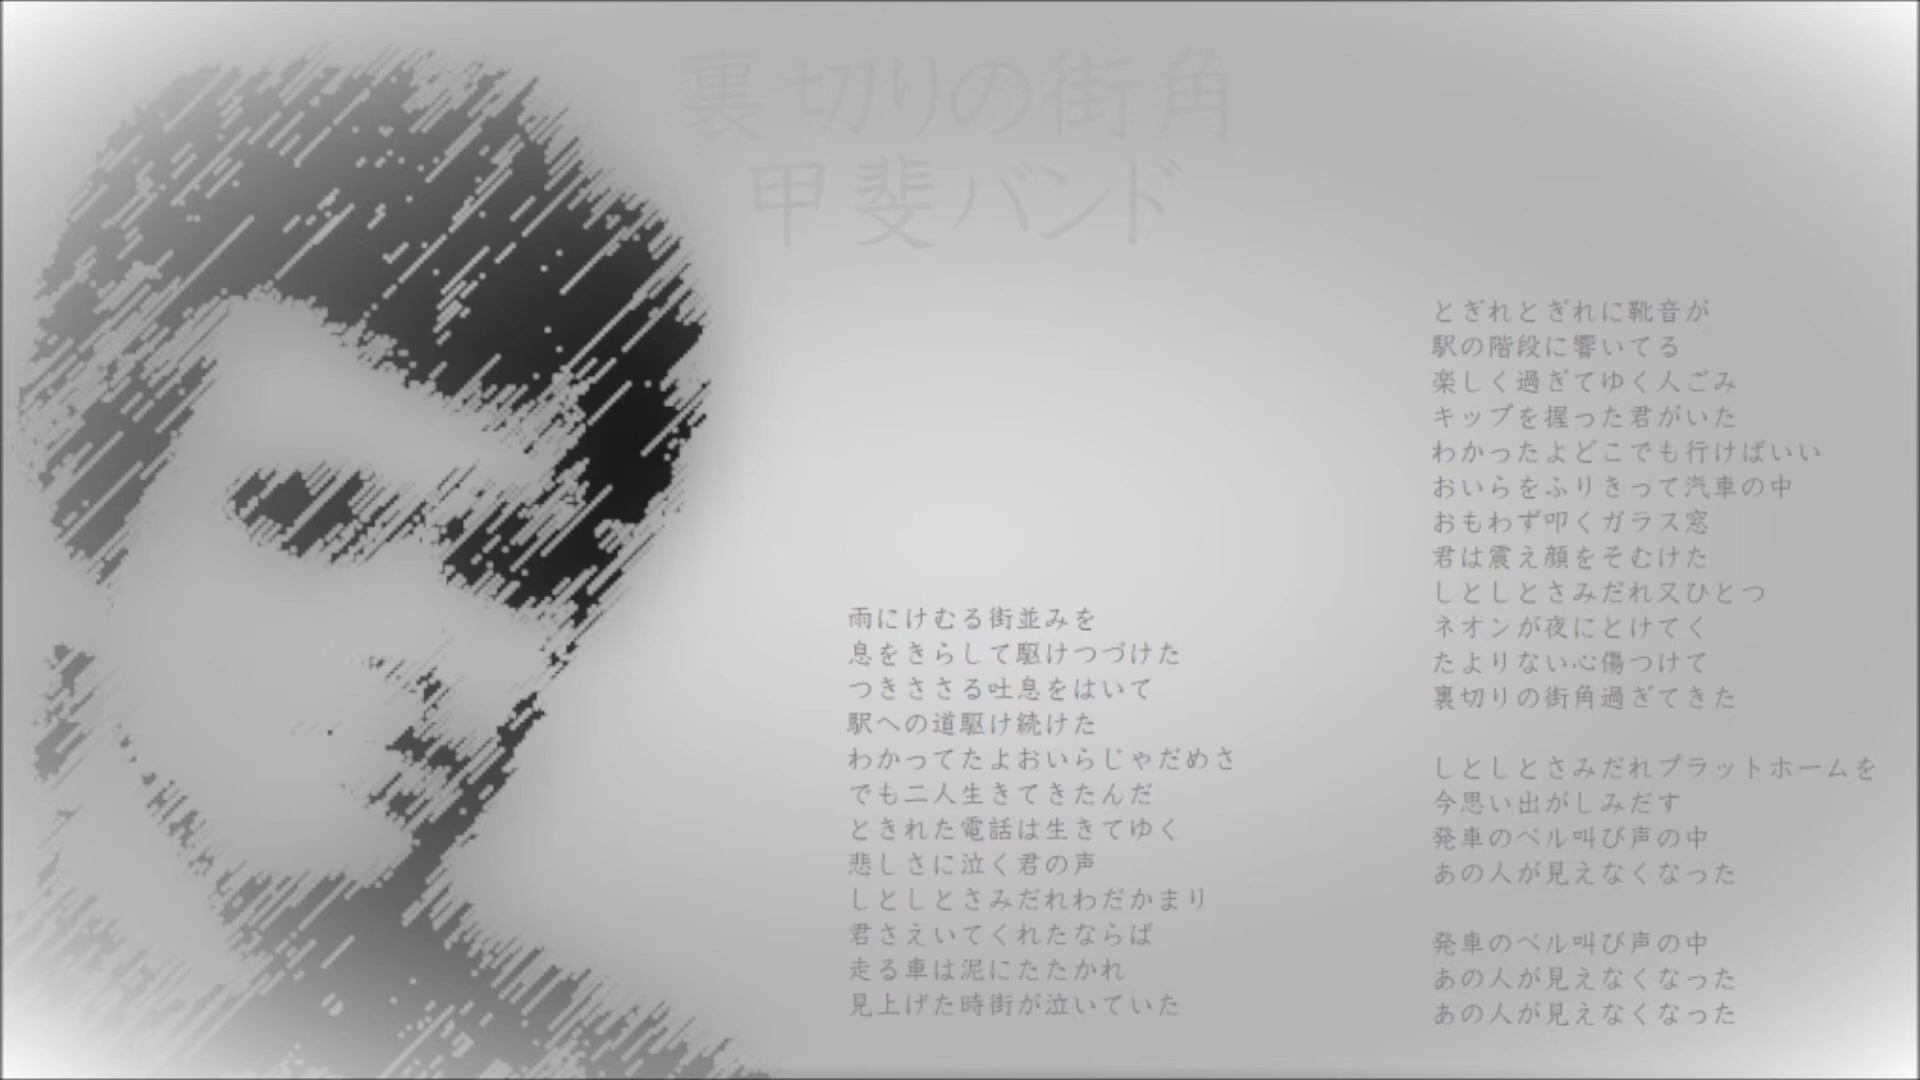 裏切りの街角
甲斐バンド
雨にけむる街並みを
息をきらして駆けつづけた
つきささる吐息をはいて
駅への道駆け続けた
わかってたよおいらじゃだめさ
でも二人生きてきたんだ
ときれた電話は生きてゆく
悲しさに泣く君の声
しとしとさみだれわだかまり
君さえいてくれたならば
走る車は泥にたたかれ
見上げた時街が泣いていた
とぎれとぎれに靴音が
駅の階段に響いてる
楽しく過ぎてゆく人ごみ
キップを握った君がいた
わかったよどこでも行けばいい
おいらをふりきって汽車の中
おもわず叩くガラス窓
君は震え顔をそむけた
しとしとさみだれ又ひとつ
ネオンが夜にとけてく
たよりない心傷つけて
裏切りの街角過ぎてきた
しとしとさみだれプラットホームを
今思い出がしみだす
発車のベル叫び声の中
あの人が見えなくなった
発車のベル叫び声の中
あの人が見えなくなった
あの人が見えなくなった